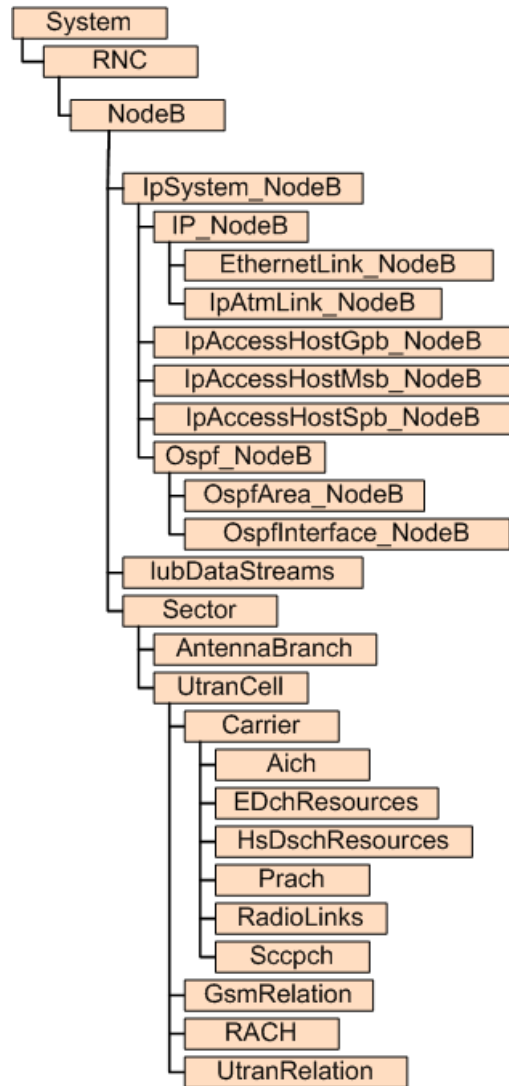 System
RNC
NodeB
IpSystem_NodeB
IP_NodeB
EthernetLink_NodeB
IpAtmLink_NodeB
IpAccessHostGpb_NodeB
IpAccessHostMsb_NodeB
IpAccessHostSpb_NodeB
Ospf_NodeB
OspfArea_NodeB
OspfInterface_NodeB
IubDataStreams
Sector
AntennaBranch
UtranCell
Carrier
Aich
EDchResources
HsDschResources
Prach
RadioLinks
Sccpch
GsmRelation
RACH
UtranRelation